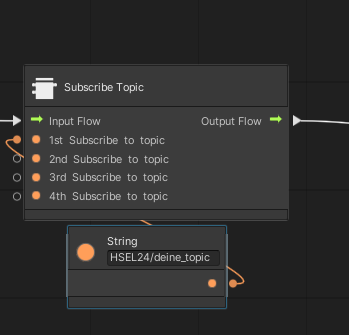 Subscribe Topic
Input Flow Output Flow
1st Subscribe to topic
2nd Subscribe to topic
3rd Subscribe to topic
4th Subscribe to topic
String
HSEL24/deine_topic